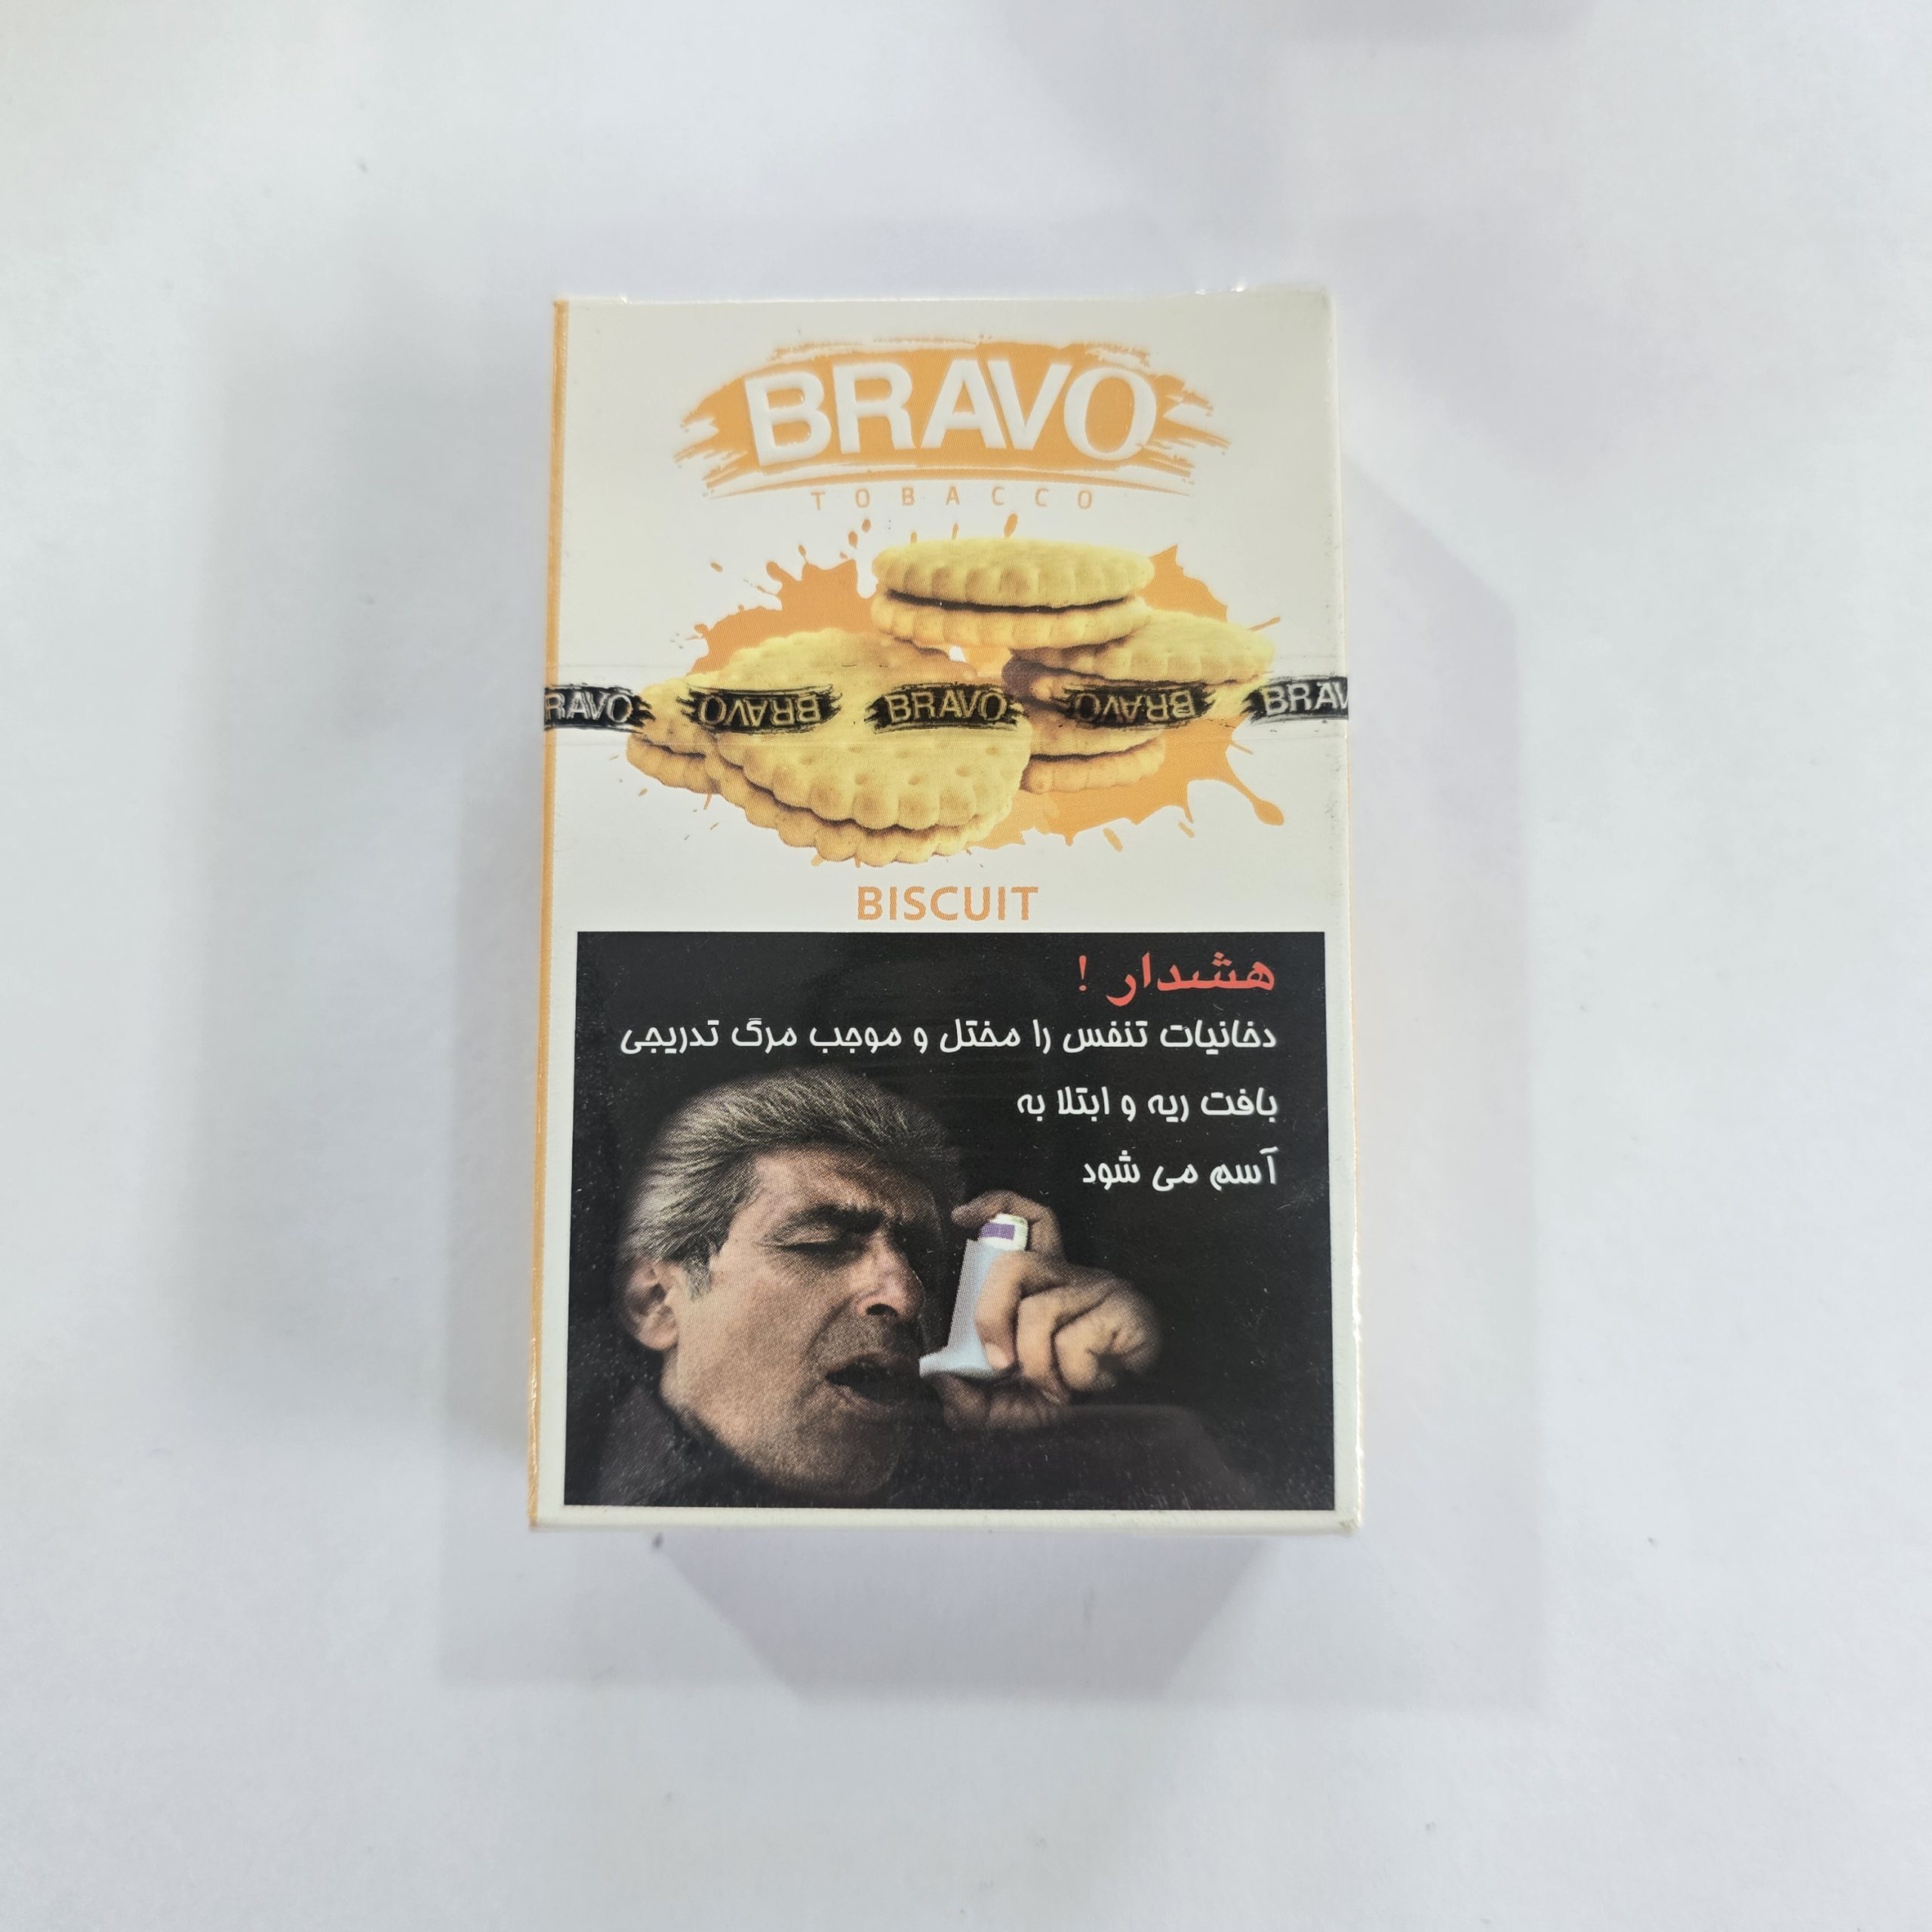 BRAVO
TOBACCO
BRAVO BRAVO BRAVO BRAVO BRAV
BISCUIT
هشدار !
دخانیات تنفس را مختل و موجب مرگ تدریجی
بافت ریه و ابتلا به
آسم می شود